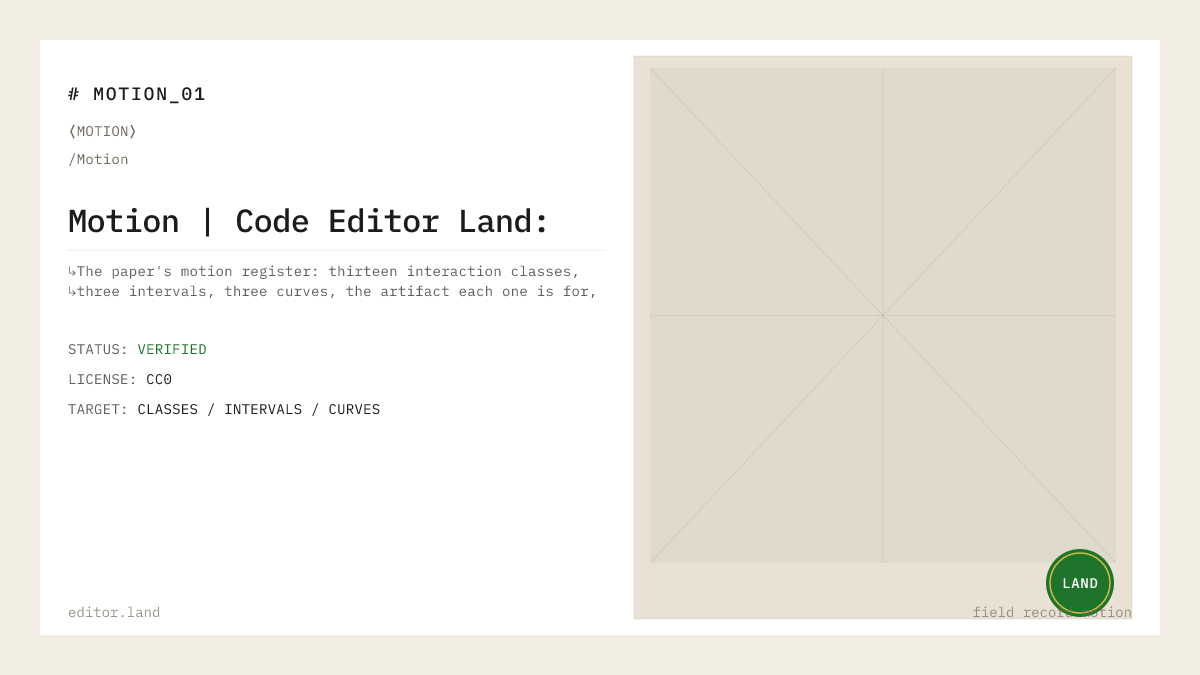 # MOTION_01
⟨MOTION⟩
/Motion
Motion | Code Editor Land:
↳The paper's motion register: thirteen interaction classes,
↳three intervals, three curves, the artifact each one is for,
STATUS: VERIFIED
LICENSE: CC0
TARGET: CLASSES / INTERVALS / CURVES
LAND
editor.land
field record motion